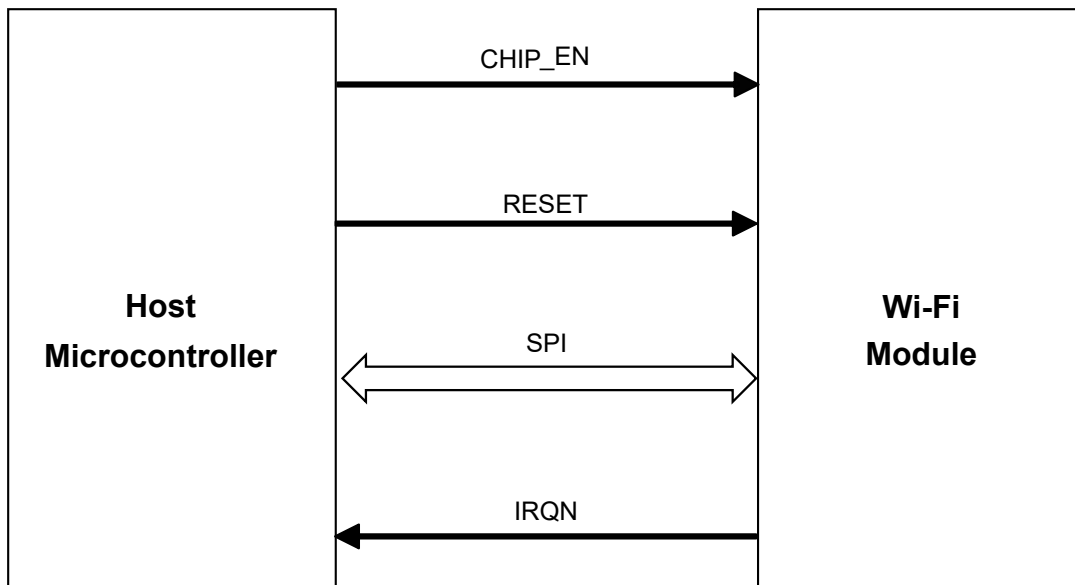 CHIP_EN
RESET
Host
Microcontroller
SPI
Wi-Fi
Module
IRQN